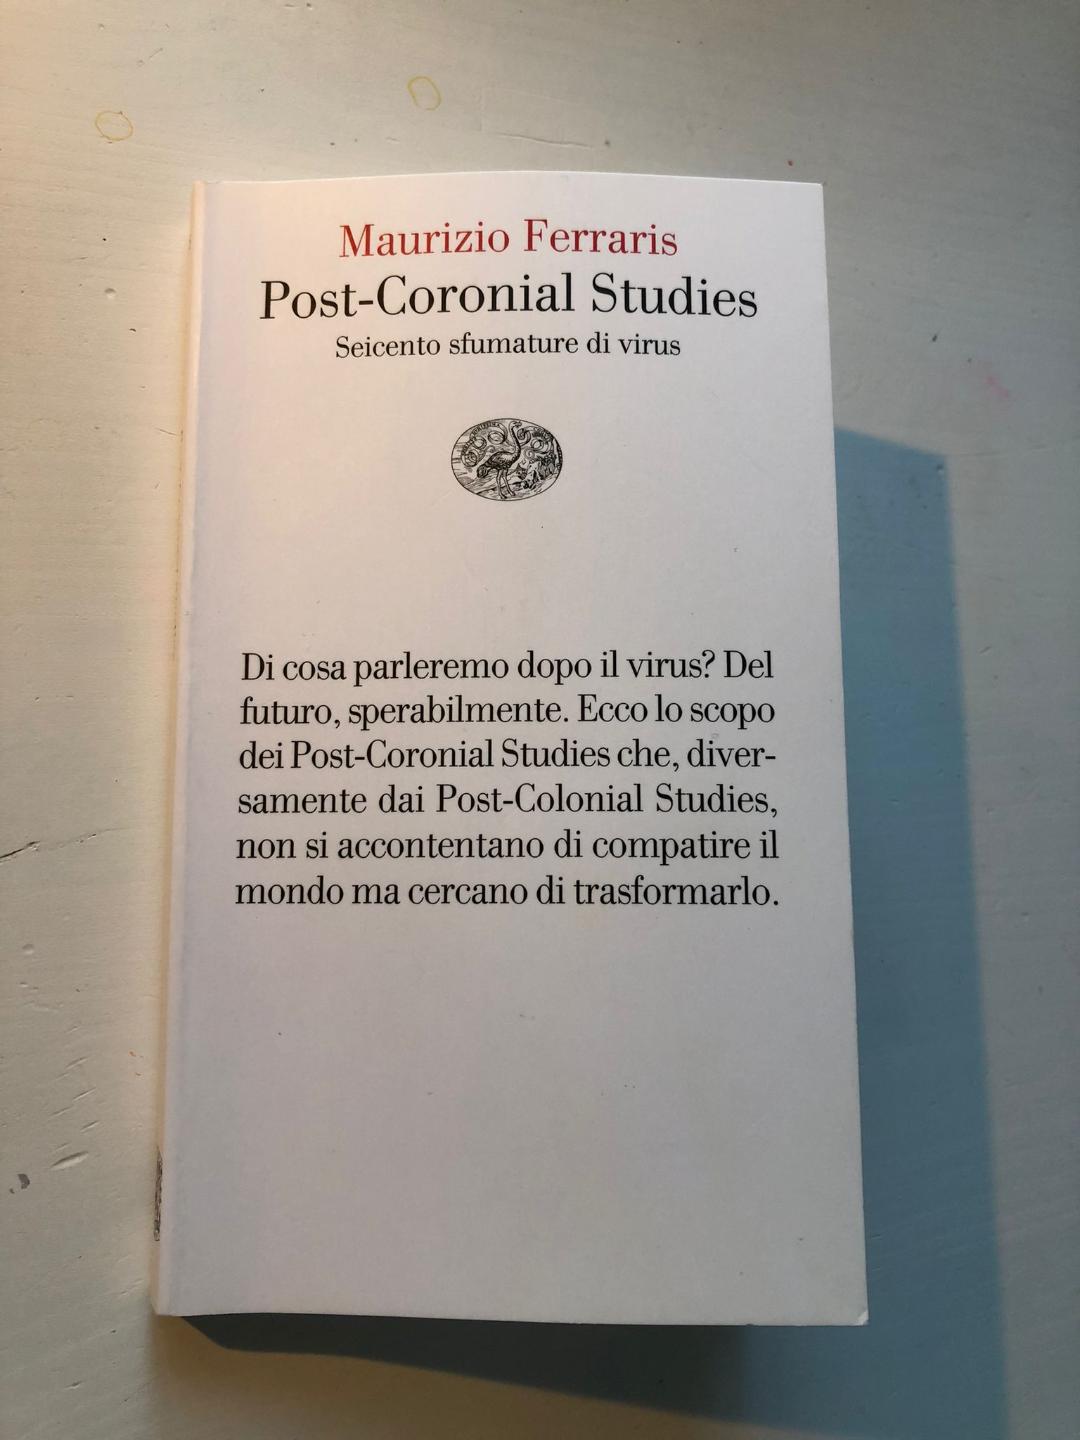 Maurizio Ferraris
Post-Coronial Studies
Seicento sfumature di virus
Di cosa parleremo dopo il virus? Del
futuro, sperabilmente. Ecco lo scopo
dei Post-Coronial Studies che, diver-
samente dai Post-Colonial Studies,
non si accontentano di compatire il
mondo ma cercano di trasformarlo.